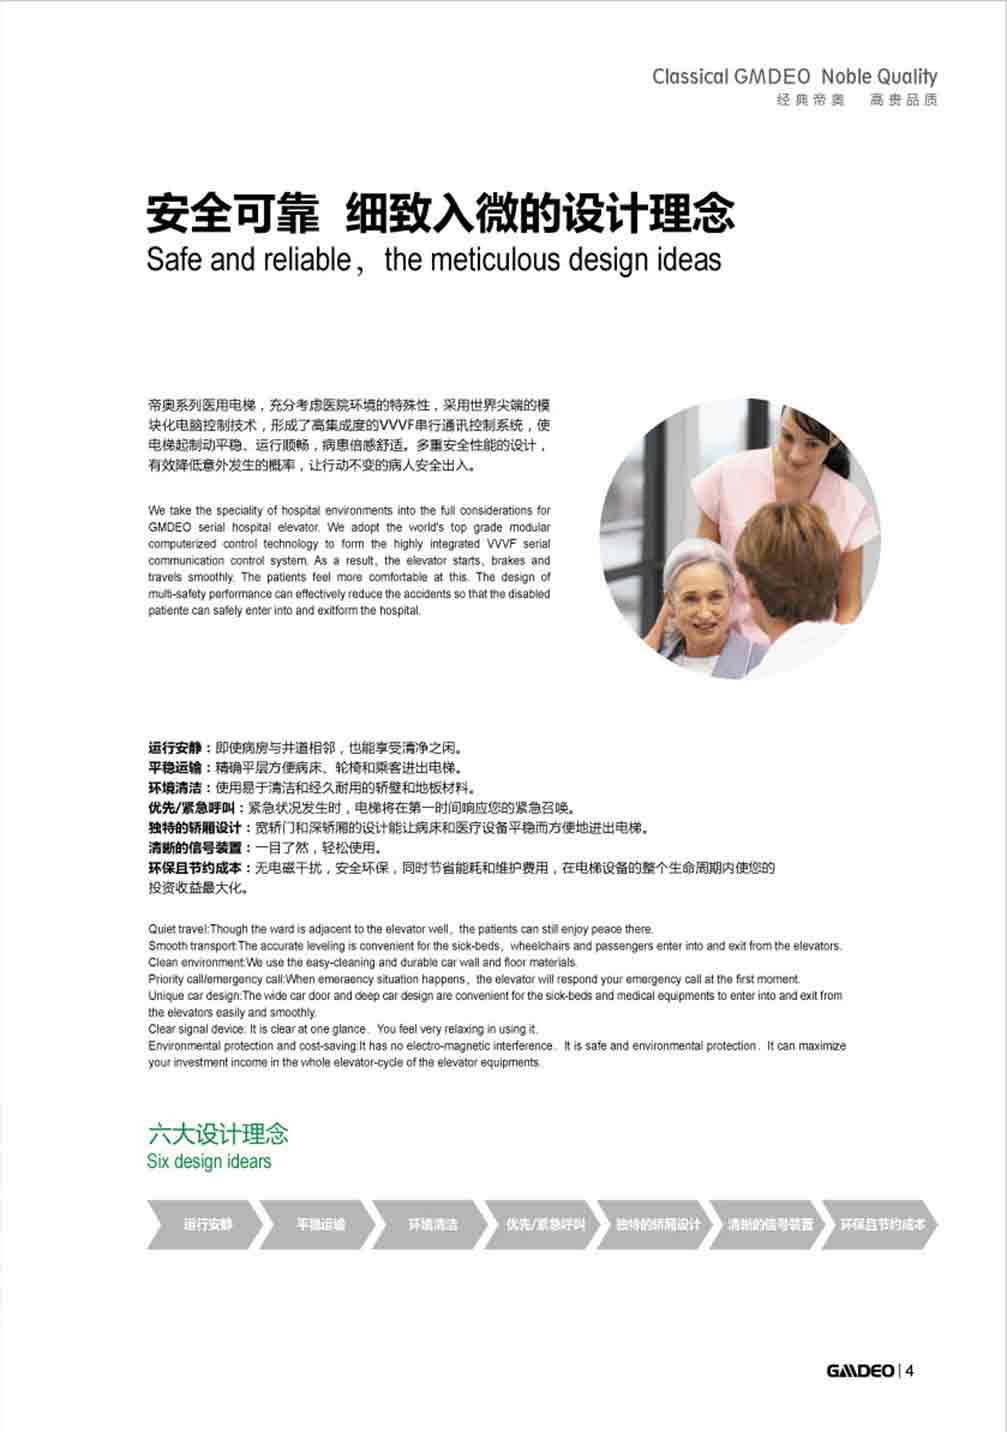 Classical GMDEO Noble Quality
经典帝奥 高贵品质
安全可靠 细致入微的设计理念
Safe and reliable, the meticulous design ideas
帝奥系列医用电梯，充分考虑医院环境的特殊性，采用世界尖端的模
块化电脑控制技术，形成了高集成度的VVVF串行通讯控制系统，使
电梯起制动平稳、运行顺畅，病患倍感舒适。多重安全性能的设计，
有效降低意外发生的概率，让行动不变的病人安全出入。
We take the speciality of hospital environments into the full considerations for
GMDEO serial hospital elevator. We adopt the world's top grade modular
computerized control technology to form the highly integrated VVVF serial
communication control system. As a result, the elevator starts, brakes and
travels smoothly. The patients feel more comfortable at this. The design of
multi-safety performance can effectively reduce the accidents so that the disabled
patiente can safely enter into and exitform the hospital.
运行安静：即使病房与井道相邻，也能享受清净之闲。
平稳运输：精确平层方便病床、轮椅和乘客进出电梯。
环境清洁：使用易于清洁和经久耐用的轿壁和地板材料。
优先/紧急呼叫：紧急状况发生时，电梯将在第一时间响应您的紧急召唤。
独特的轿厢设计：宽轿门和深轿厢的设计能让病床和医疗设备平稳而方便地进出电梯。
清晰的信号装置：一目了然，轻松使用。
环保且节约成本：无电磁干扰，安全环保，同时节省能耗和维护费用，在电梯设备的整个生命周期内使您的
投资收益最大化。
Quiet travel:Though the ward is adjacent to the elevator well, the patients can still enjoy peace there.
Smooth transport:The accurate leveling is convenient for the sick-beds, wheelchairs and passengers enter into and exit from the elevators.
Clean environment:We use the easy-cleaning and durable car wall and floor materials.
Priority call/emergency call:When emeraency situation happens, the elevator will respond your emergency call at the first moment.
Unique car design:The wide car door and deep car design are convenient for the sick-beds and medical equipments to enter into and exit from
the elevators easily and smoothly.
Clear signal device: It is clear at one glance. You feel very relaxing in using it.
Environmental protection and cost-saving:It has no electro-magnetic interference. It is safe and environmental protection. It can maximize
your investment income in the whole elevator-cycle of the elevator equipments.
六大设计理念
Six design idears
运行安静 平稳运输 环境清洁 优先/紧急呼叫 独特的轿厢设计 清晰的信号装置 环保且节约成本
GMDEO | 4